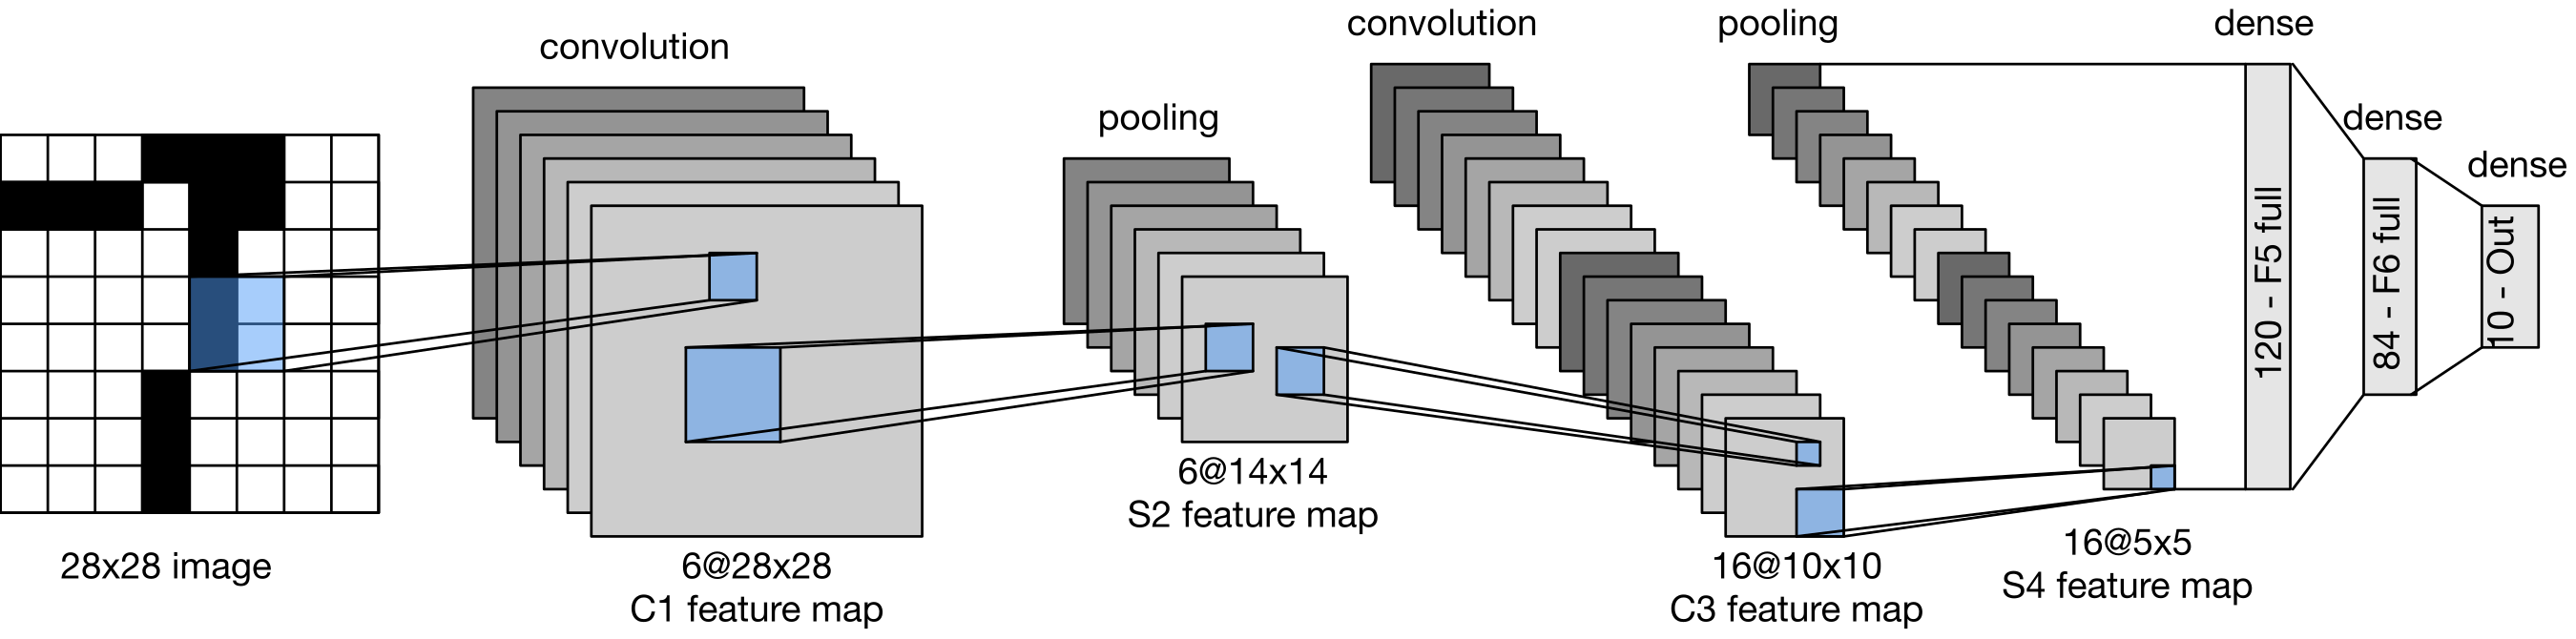 convolution
pooling
convolution
pooling
dense
dense
dense
28x28 image
6@28x28
C1 feature map
6@14x14
S2 feature map
16@10x10
C3 feature map
16@5x5
S4 feature map
120 - F5 full
84 - F6 full
10 - Out